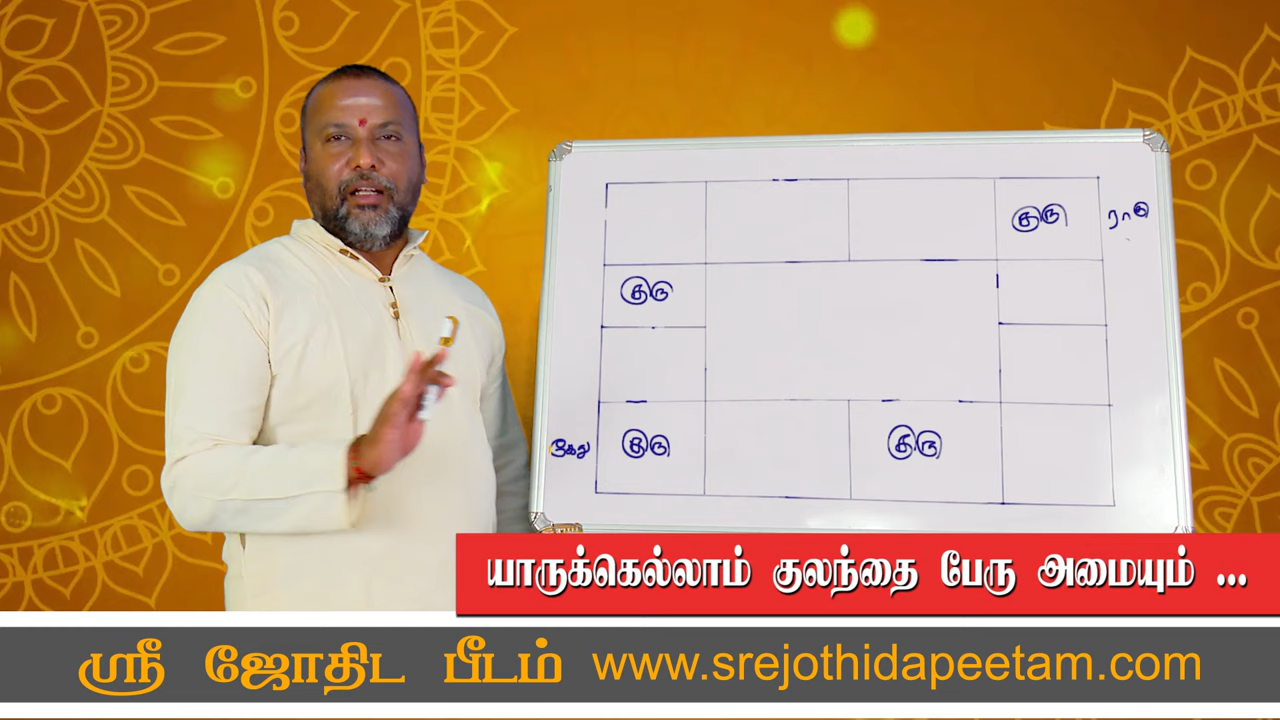 குரு ராகு
குரு
கேது குரு குரு
யாருக்கெல்லாம் குலந்தை பேரு அமையும் ...
ஸ்ரீ ஜோதிட பீடம் www.srejothidapeetam.com